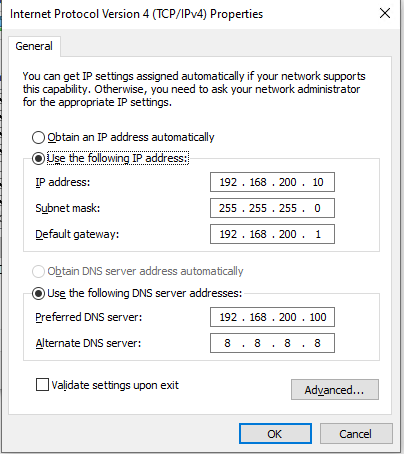 Internet Protocol Version 4 (TCP/IPv4) Properties
General
You can get IP settings assigned automatically if your network supports
this capability. Otherwise, you need to ask your network administrator
for the appropriate IP settings.
Obtain an IP address automatically
Use the following IP address:
IP address: 192 . 168 . 200 . 10
Subnet mask: 255 . 255 . 255 . 0
Default gateway: 192 . 168 . 200 . 1
Obtain DNS server address automatically
Use the following DNS server addresses:
Preferred DNS server: 192 . 168 . 200 . 100
Alternate DNS server: 8 . 8 . 8 . 8
Validate settings upon exit
Advanced...
OK Cancel